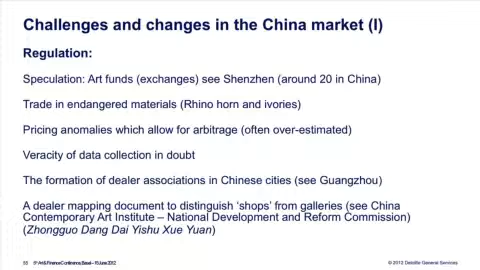 Challenges and changes in the China market (I)
Regulation:
Speculation: Art funds (exchanges) see Shenzhen (around 20 in China)
Trade in endangered materials (Rhino horn and ivories)
Pricing anomalies which allow for arbitrage (often over-estimated)
Veracity of data collection in doubt
The formation of dealer associations in Chinese cities (see Guangzhou)
A dealer mapping document to distinguish ‘shops’ from galleries (see China
Contemporary Art Institute – National Development and Reform Commission)
(Zhongguo Dang Dai Yishu Xue Yuan)
55 5th Art & Finance Conference, Basel – 15 June 2012 © 2012 Deloitte General Services